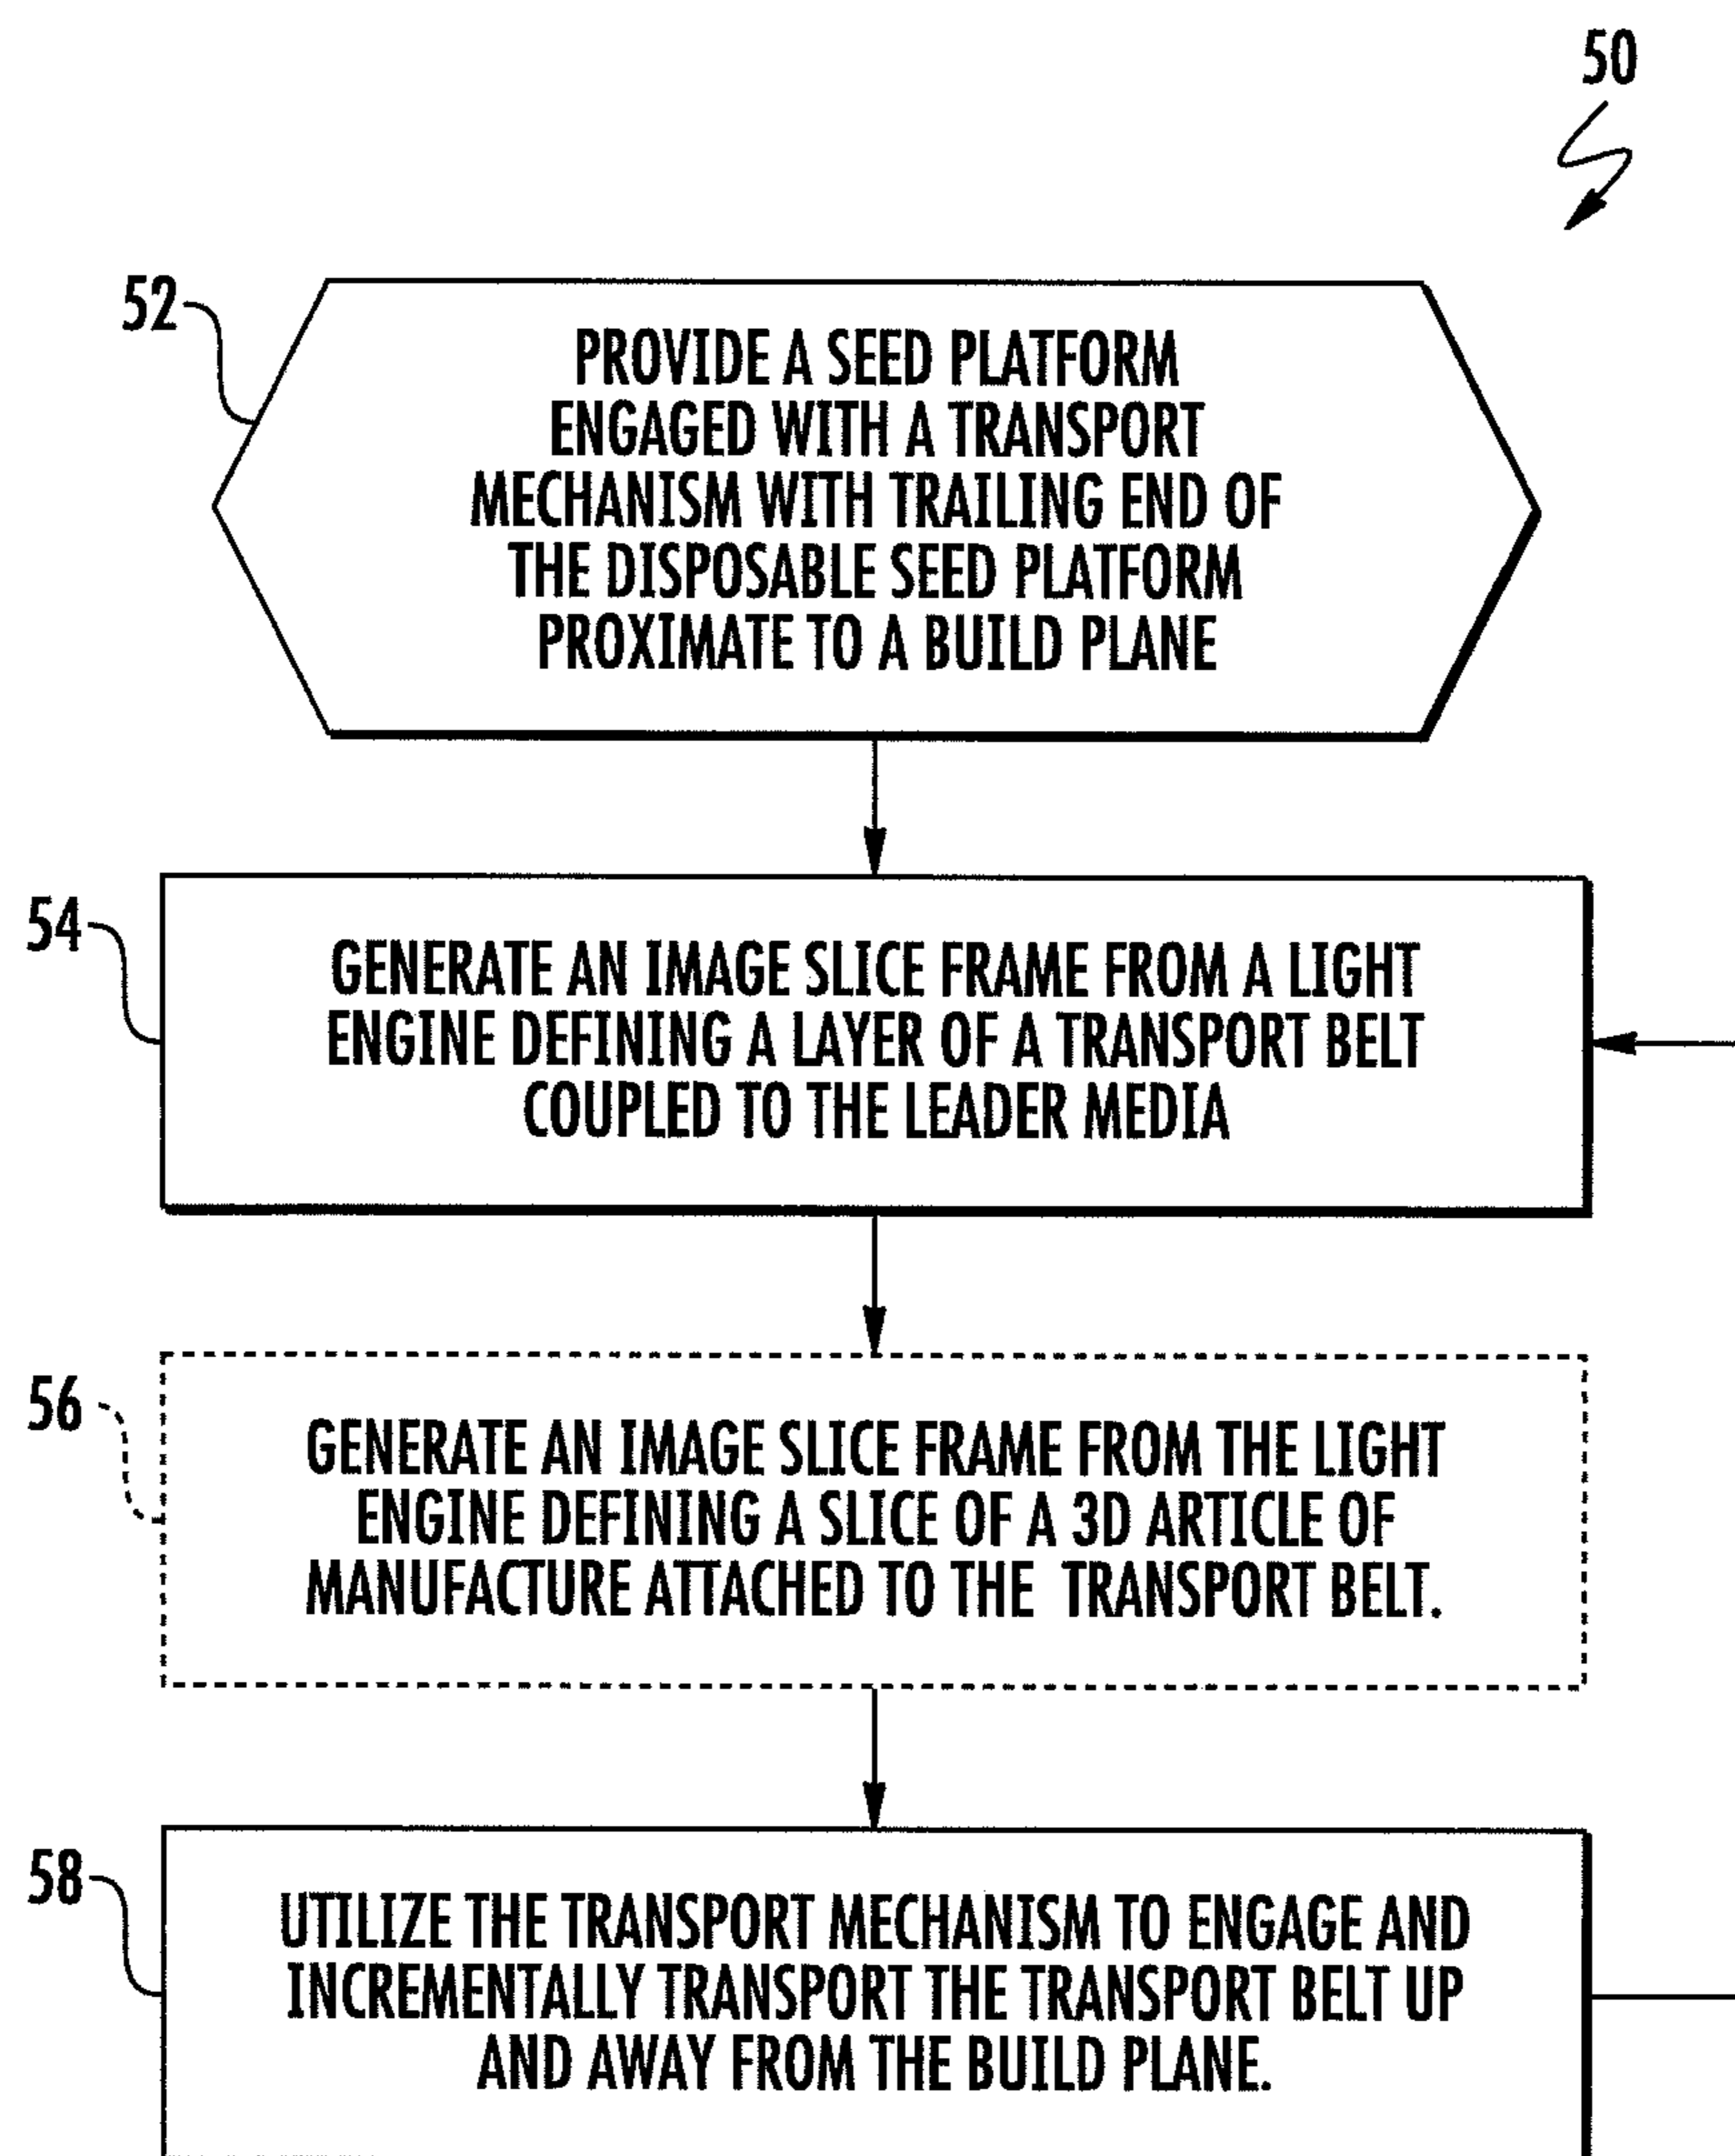 50
52
PROVIDE A SEED PLATFORM
ENGAGED WITH A TRANSPORT
MECHANISM WITH TRAILING END OF
THE DISPOSABLE SEED PLATFORM
PROXIMATE TO A BUILD PLANE
54
GENERATE AN IMAGE SLICE FRAME FROM A LIGHT
ENGINE DEFINING A LAYER OF A TRANSPORT BELT
COUPLED TO THE LEADER MEDIA
56
GENERATE AN IMAGE SLICE FRAME FROM THE LIGHT
ENGINE DEFINING A SLICE OF A 3D ARTICLE OF
MANUFACTURE ATTACHED TO THE TRANSPORT BELT.
58
UTILIZE THE TRANSPORT MECHANISM TO ENGAGE AND
INCREMENTALLY TRANSPORT THE TRANSPORT BELT UP
AND AWAY FROM THE BUILD PLANE.